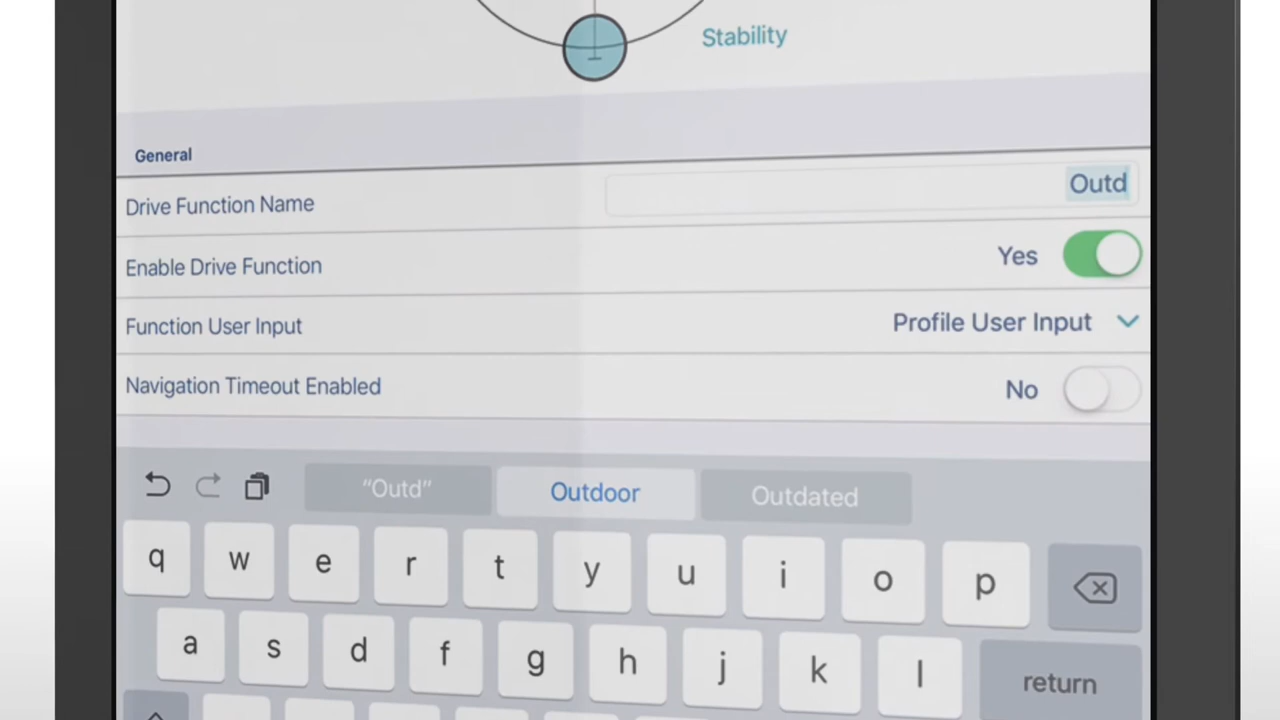 Stability
General
Drive Function Name Outd
Enable Drive Function Yes
Function User Input Profile User Input
Navigation Timeout Enabled No
“Outd” Outdoor Outdated
q w e r t y u i o p
a s d f g h j k l return